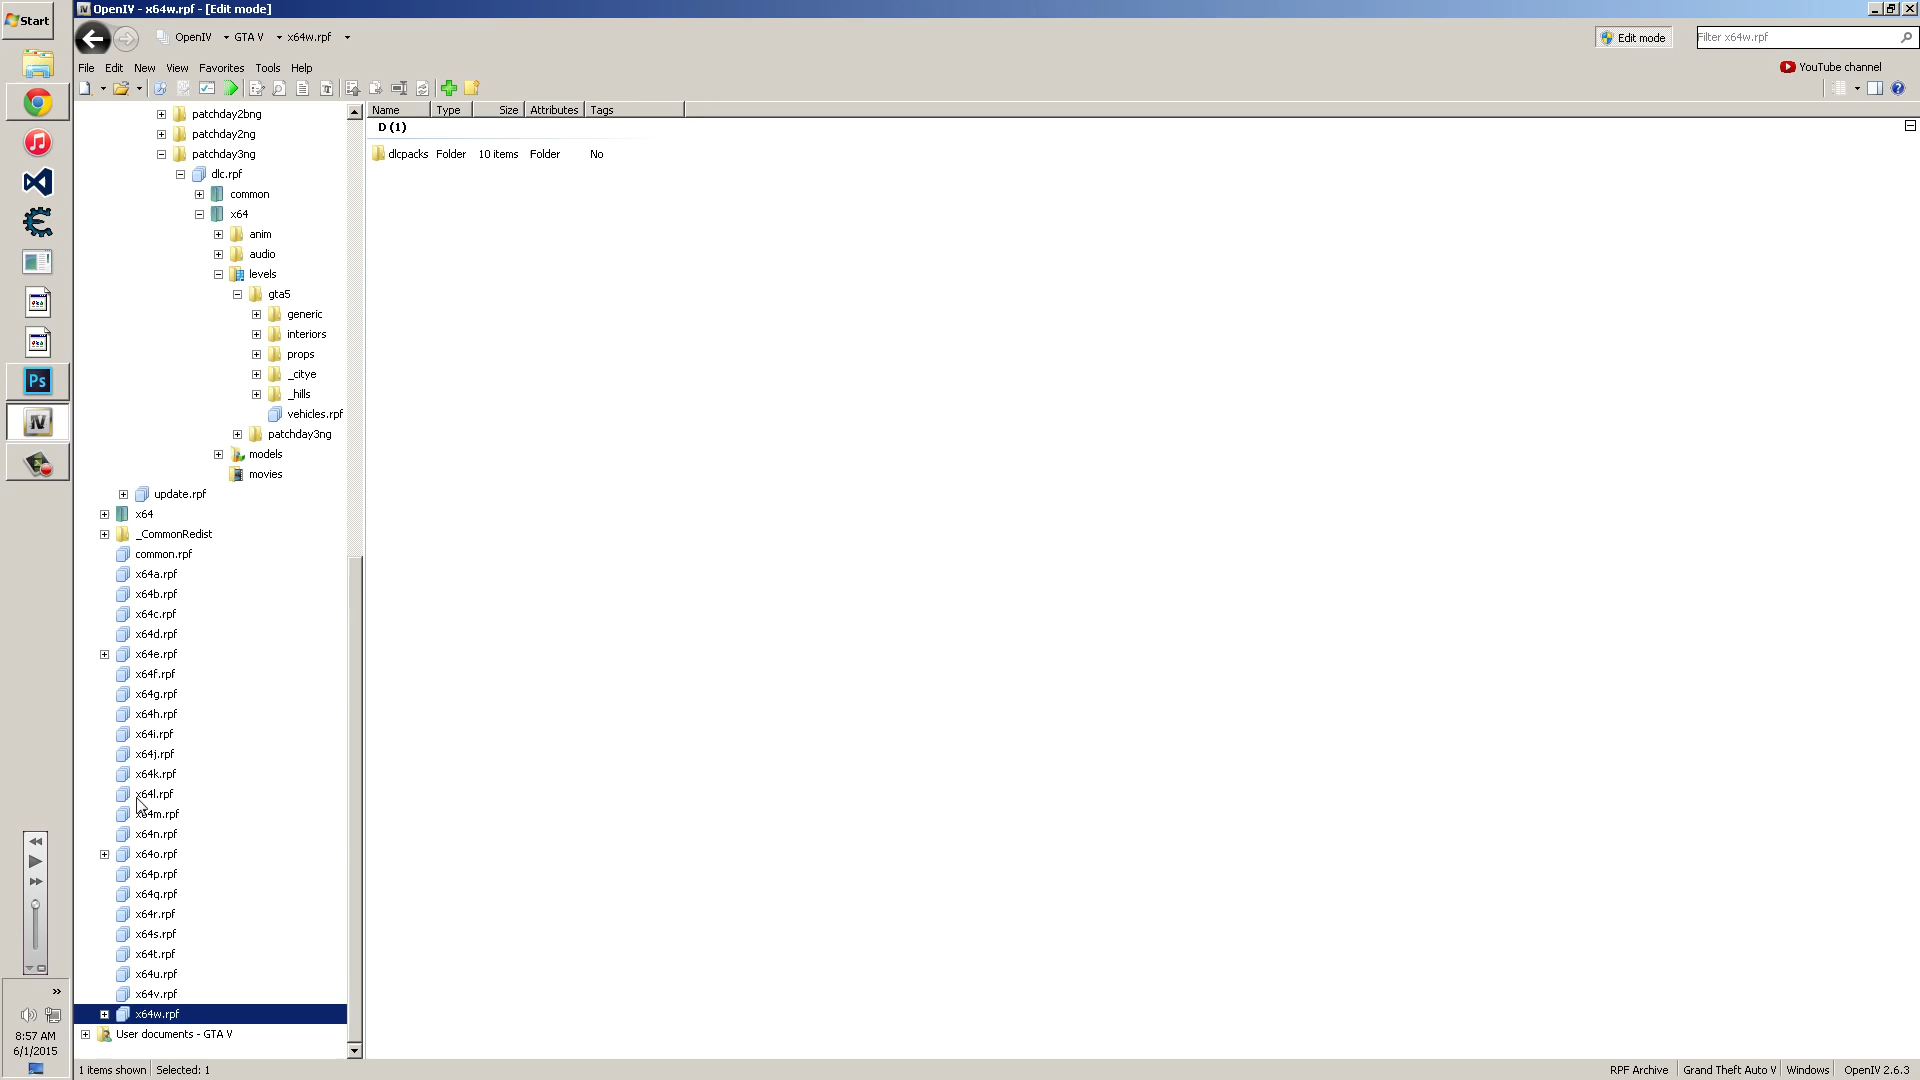 Start
OpenIV - x64w.rpf - [Edit mode]
OpenIV GTA V x64w.rpf
Edit mode
Filter x64w.rpf
File Edit New View Favorites Tools Help
YouTube channel
patchday2bng
patchday2ng
patchday3ng
dlc.rpf
common
x64
anim
audio
levels
gta5
generic
interiors
props
_citye
_hills
vehicles.rpf
patchday3ng
models
movies
update.rpf
x64
_CommonRedist
common.rpf
x64a.rpf
x64b.rpf
x64c.rpf
x64d.rpf
x64e.rpf
x64f.rpf
x64g.rpf
x64h.rpf
x64i.rpf
x64j.rpf
x64k.rpf
x64l.rpf
x64m.rpf
x64n.rpf
x64o.rpf
x64p.rpf
x64q.rpf
x64r.rpf
x64s.rpf
x64t.rpf
x64u.rpf
x64v.rpf
x64w.rpf
User documents - GTA V
Name Type Size Attributes Tags
D (1)
dlcpacks Folder 10 items Folder No
Ps
IV
8:57 AM
6/1/2015
1 items shown Selected: 1
RPF Archive Grand Theft Auto V Windows OpenIV 2.6.3